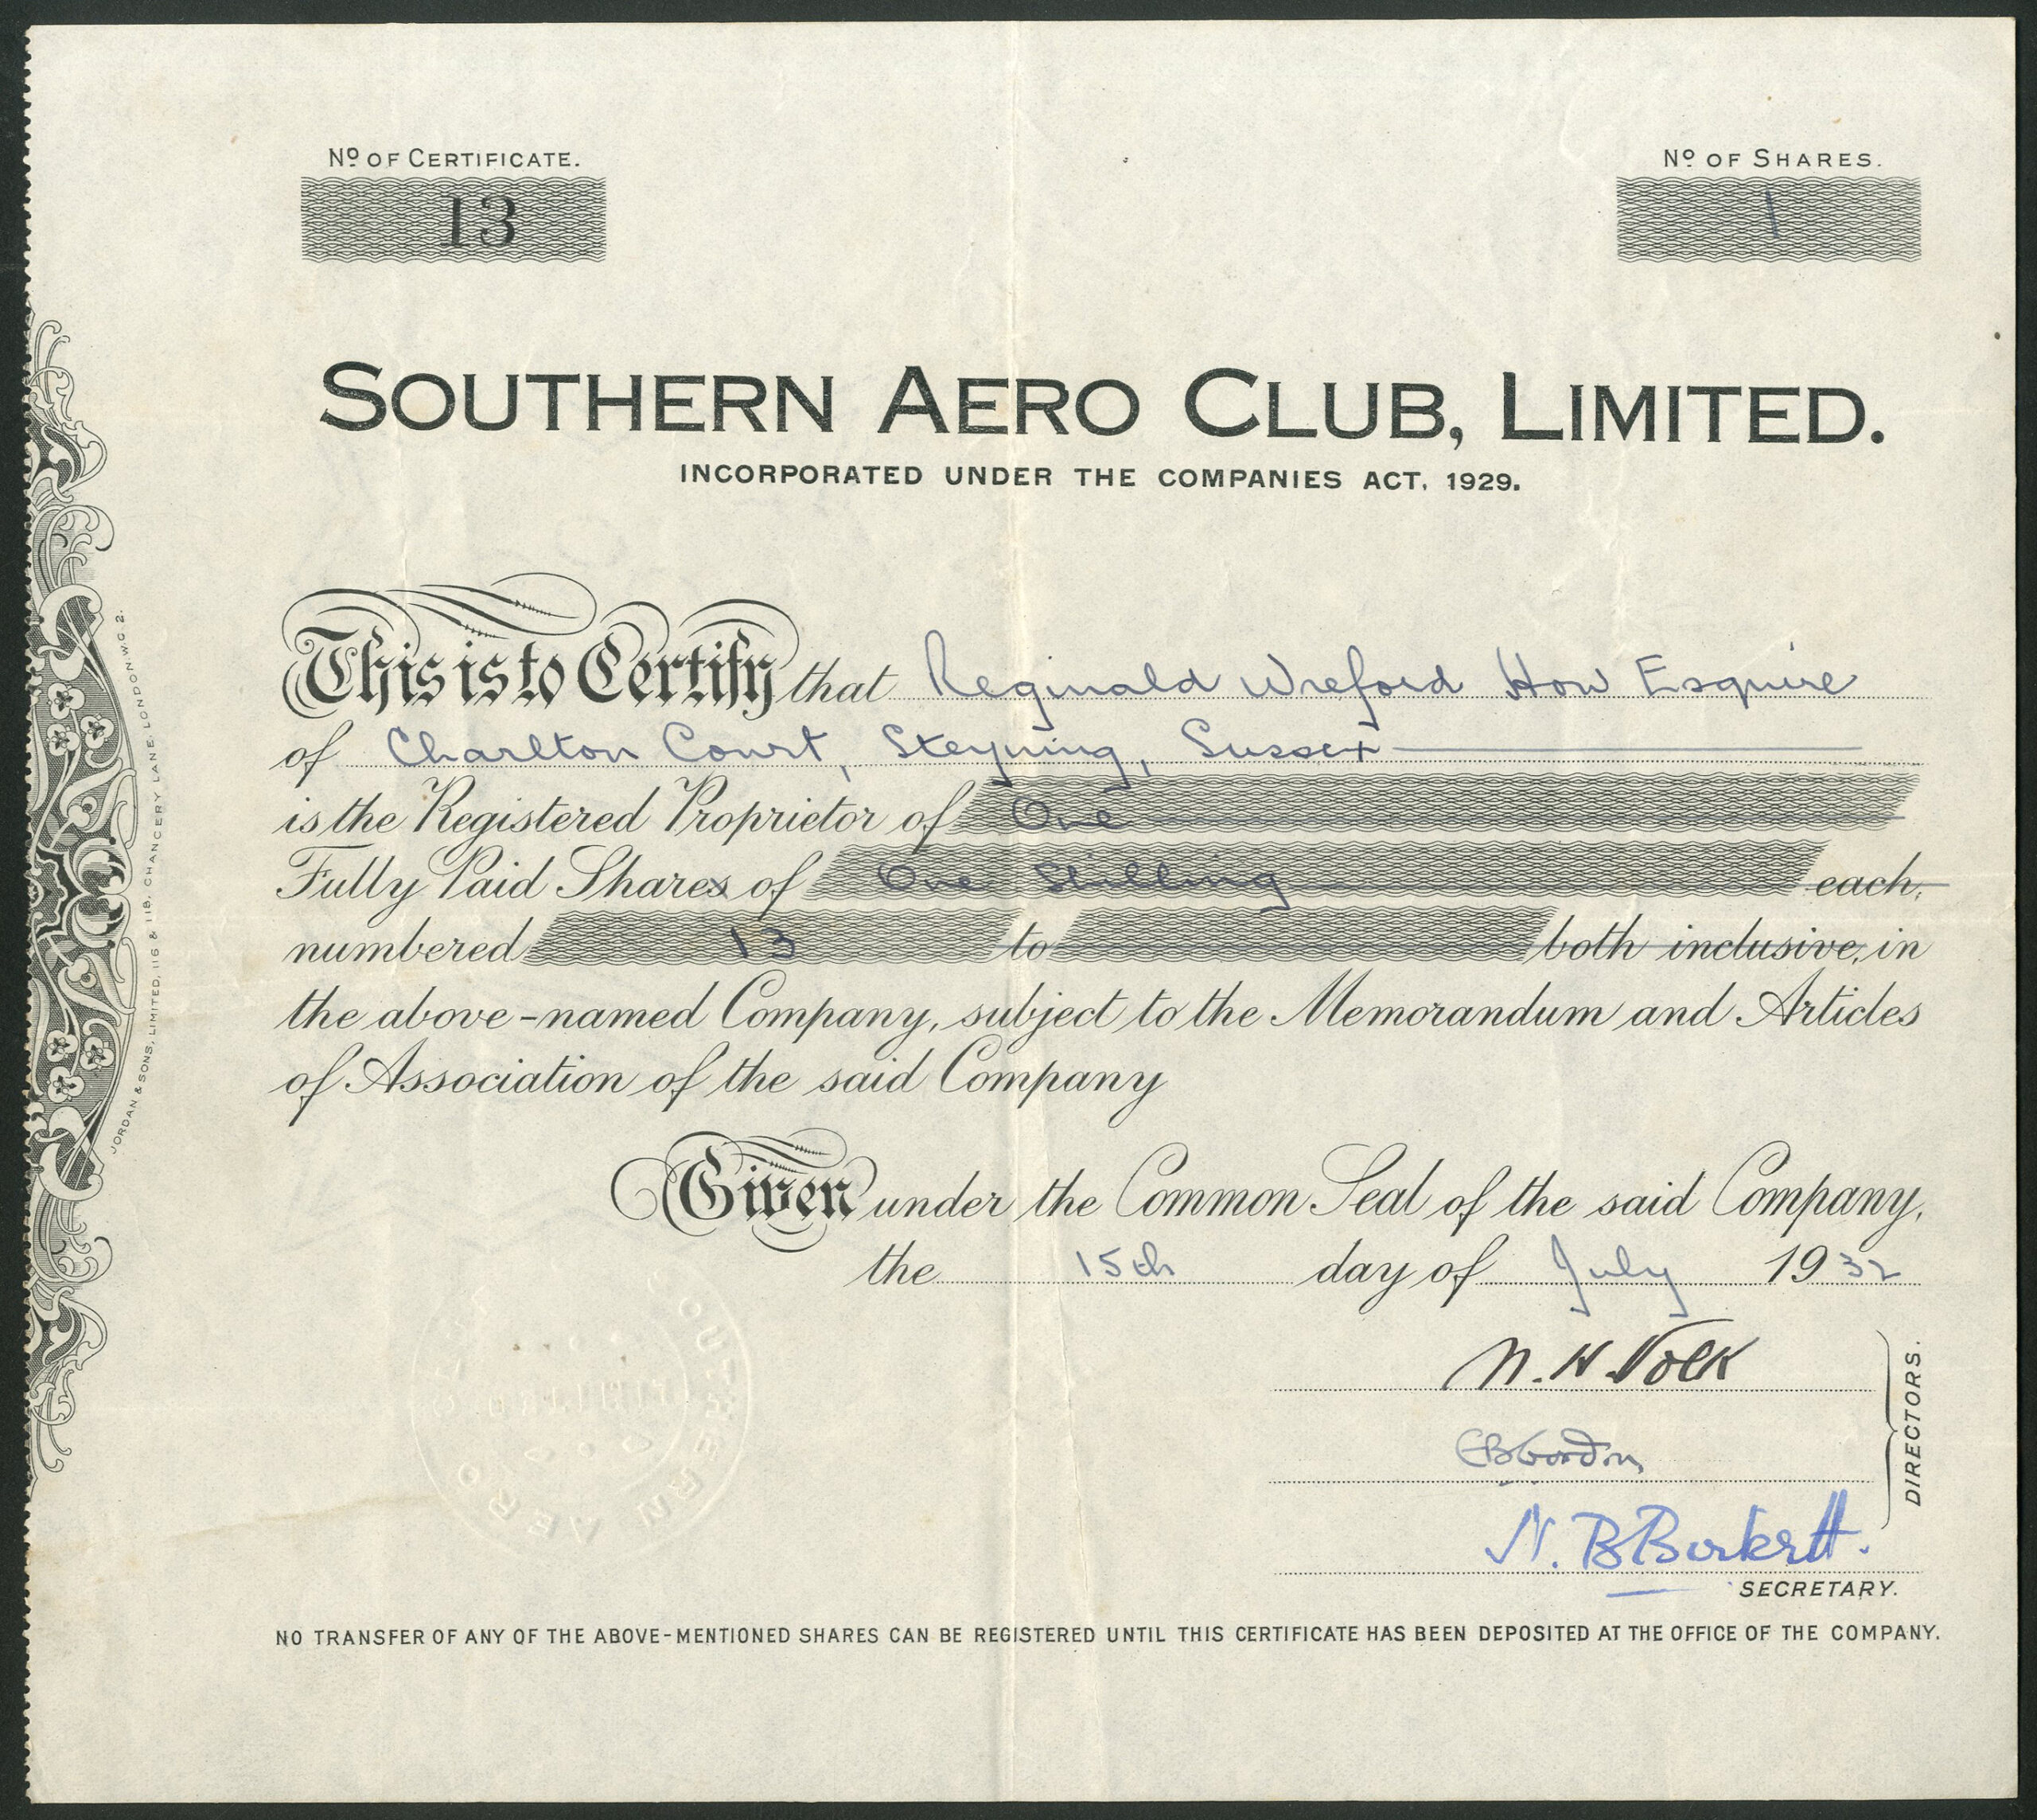 Nº OF CERTIFICATE.
13
Nº OF SHARES.
1
SOUTHERN AERO CLUB, LIMITED.
INCORPORATED UNDER THE COMPANIES ACT, 1929.
This is to Certify that Reginald Wreford How Esquire
of Charlton Court, Steyning, Sussex
is the Registered Proprietor of One
Fully Paid Shares of One Shilling each,
numbered 13 to both inclusive, in
the above-named Company, subject to the Memorandum and Articles
of Association of the said Company
Given under the Common Seal of the said Company,
the 15th day of July 1932
N. H. Volk
EB Gordon
DIRECTORS.
N. B Birkett.
SECRETARY.
NO TRANSFER OF ANY OF THE ABOVE-MENTIONED SHARES CAN BE REGISTERED UNTIL THIS CERTIFICATE HAS BEEN DEPOSITED AT THE OFFICE OF THE COMPANY.
JORDAN & SONS, LIMITED, 116 & 118, CHANCERY LANE, LONDON. W.C. 2.
SOUTHERN AERO
LIMITED